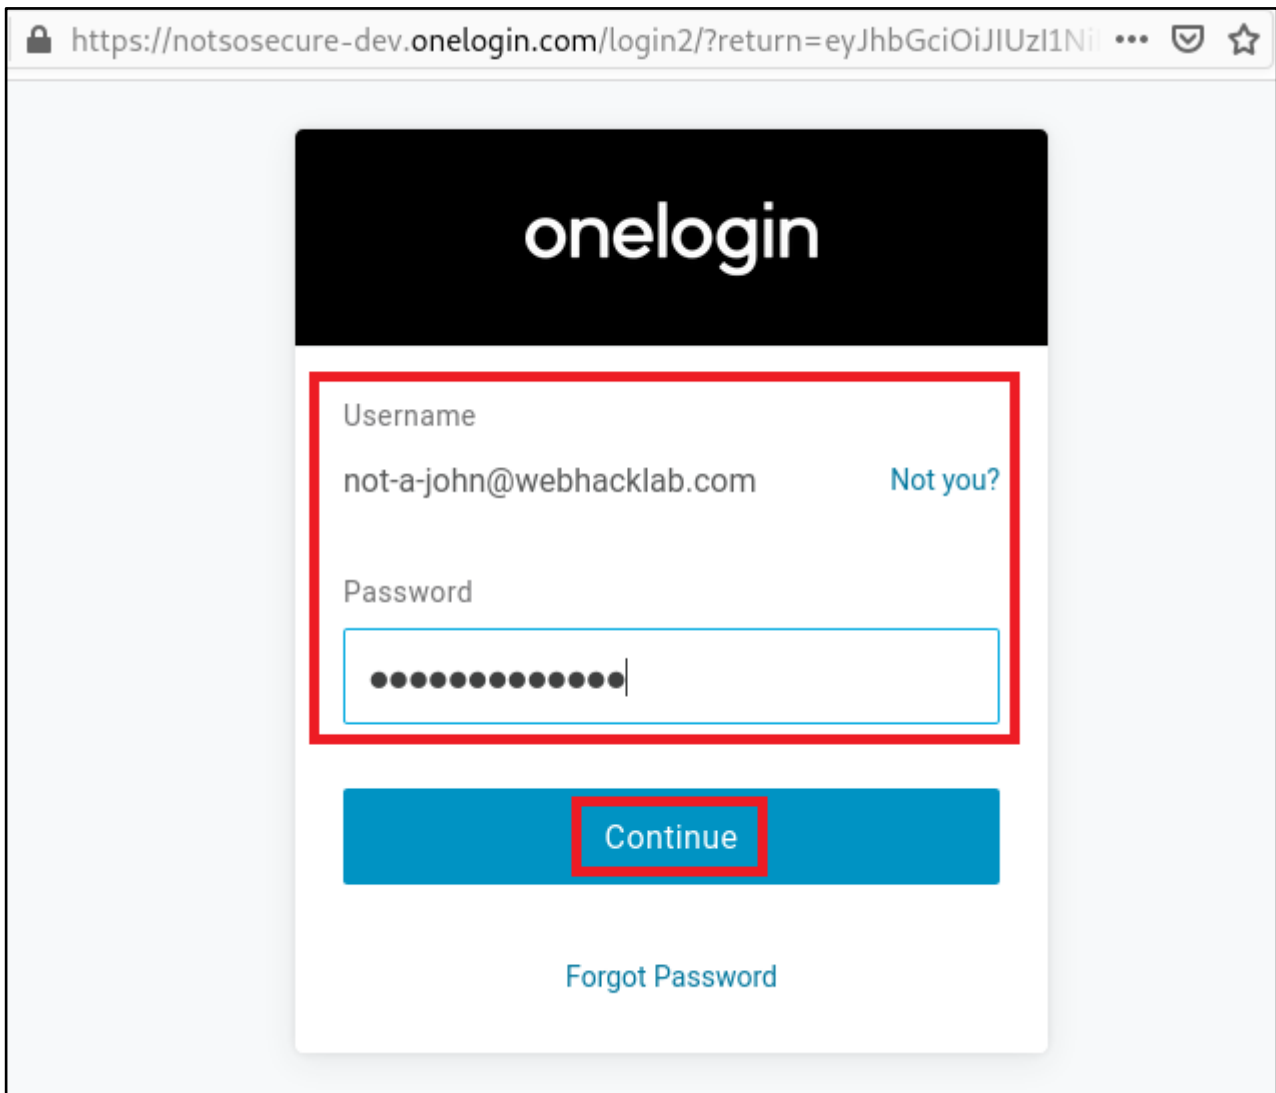 https://notsosecure-dev.onelogin.com/login2/?return=eyJhbGciOiJIUzI1Ni
onelogin
Username
not-a-john@webhacklab.com Not you?
Password
Continue
Forgot Password